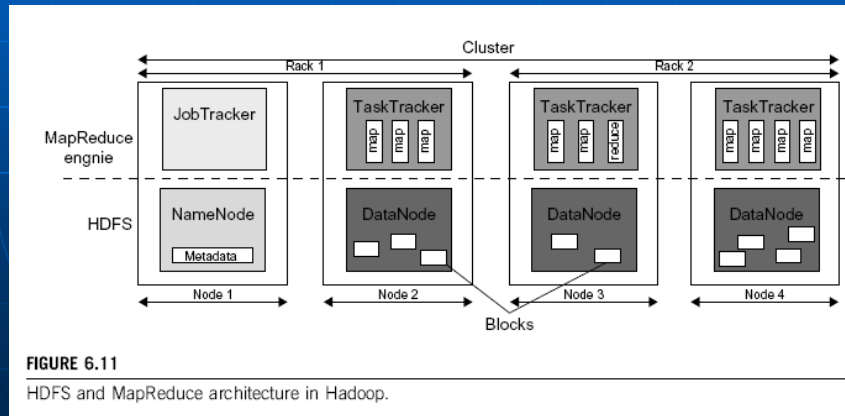 Cluster
Rack 1
Rack 2
JobTracker
TaskTracker
TaskTracker
TaskTracker
map
map
map
map
map
reduce
map
map
map
map
MapReduce
engnie
HDFS
NameNode
DataNode
DataNode
DataNode
Metadata
Node 1
Node 2
Node 3
Node 4
Blocks
FIGURE 6.11
HDFS and MapReduce architecture in Hadoop.